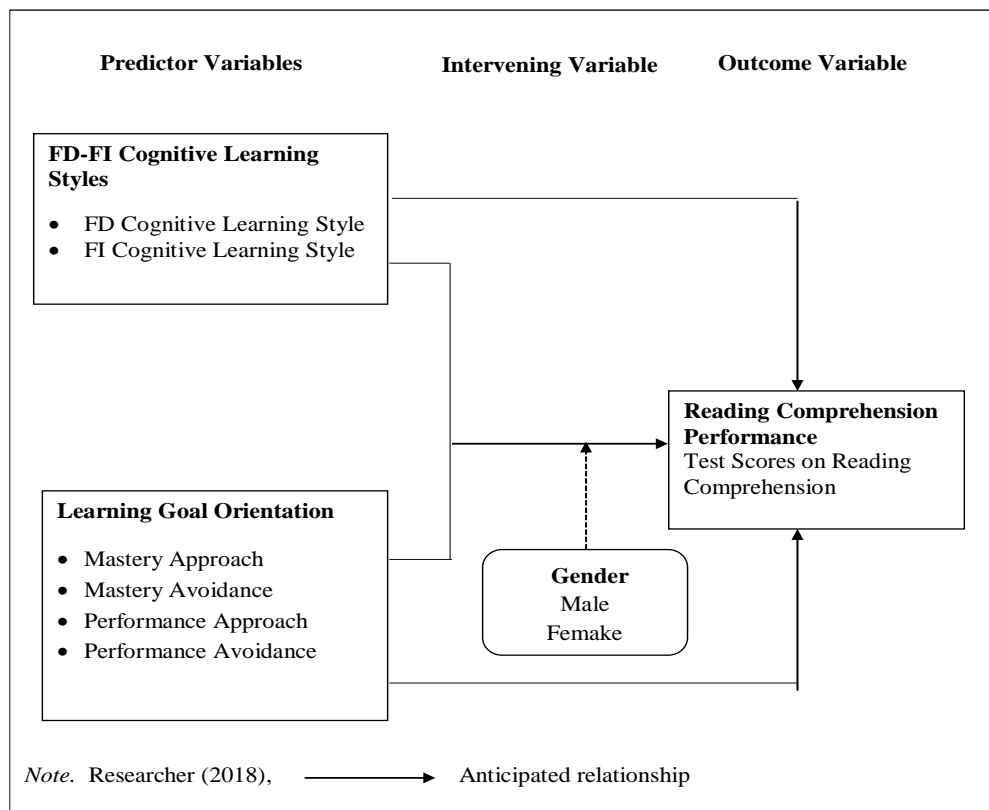 Predictor Variables
Intervening Variable
Outcome Variable
FD-FI Cognitive Learning
Styles
• FD Cognitive Learning Style
• FI Cognitive Learning Style
Reading Comprehension
Performance
Test Scores on Reading
Comprehension
Learning Goal Orientation
• Mastery Approach
• Mastery Avoidance
• Performance Approach
• Performance Avoidance
Gender
Male
Femake
Note. Researcher (2018),
Anticipated relationship